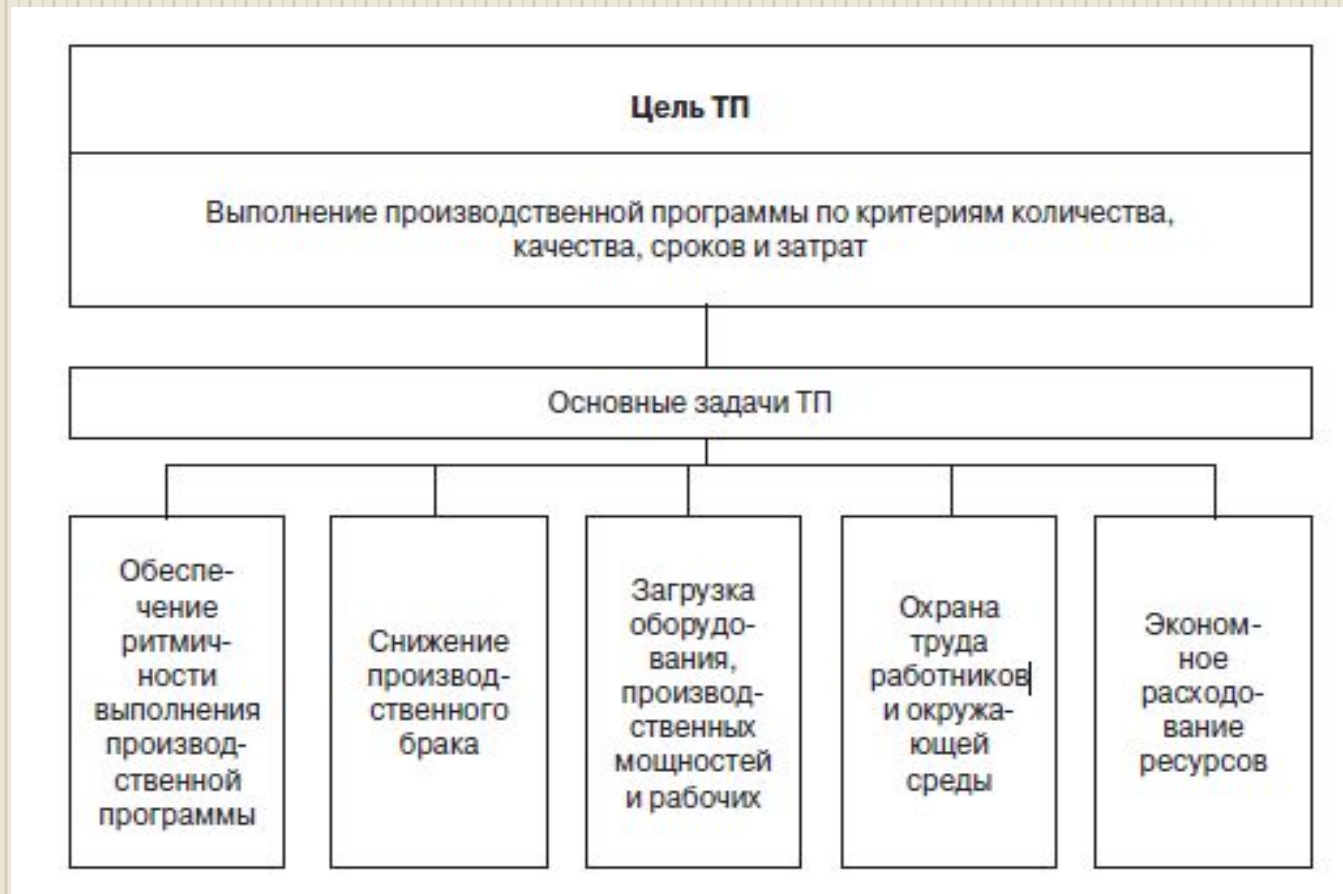 Цель ТП
Выполнение производственной программы по критериям количества,
качества, сроков и затрат
Основные задачи ТП
Обеспе-
чение
ритмич-
ности
выполнения
производ-
ственной
программы
Снижение
производ-
ственного
брака
Загрузка
оборудо-
вания,
производ-
ственных
мощностей
и рабочих
Охрана
труда
работников
и окружа-
ющей
среды
Эконом-
ное
расходо-
вание
ресурсов